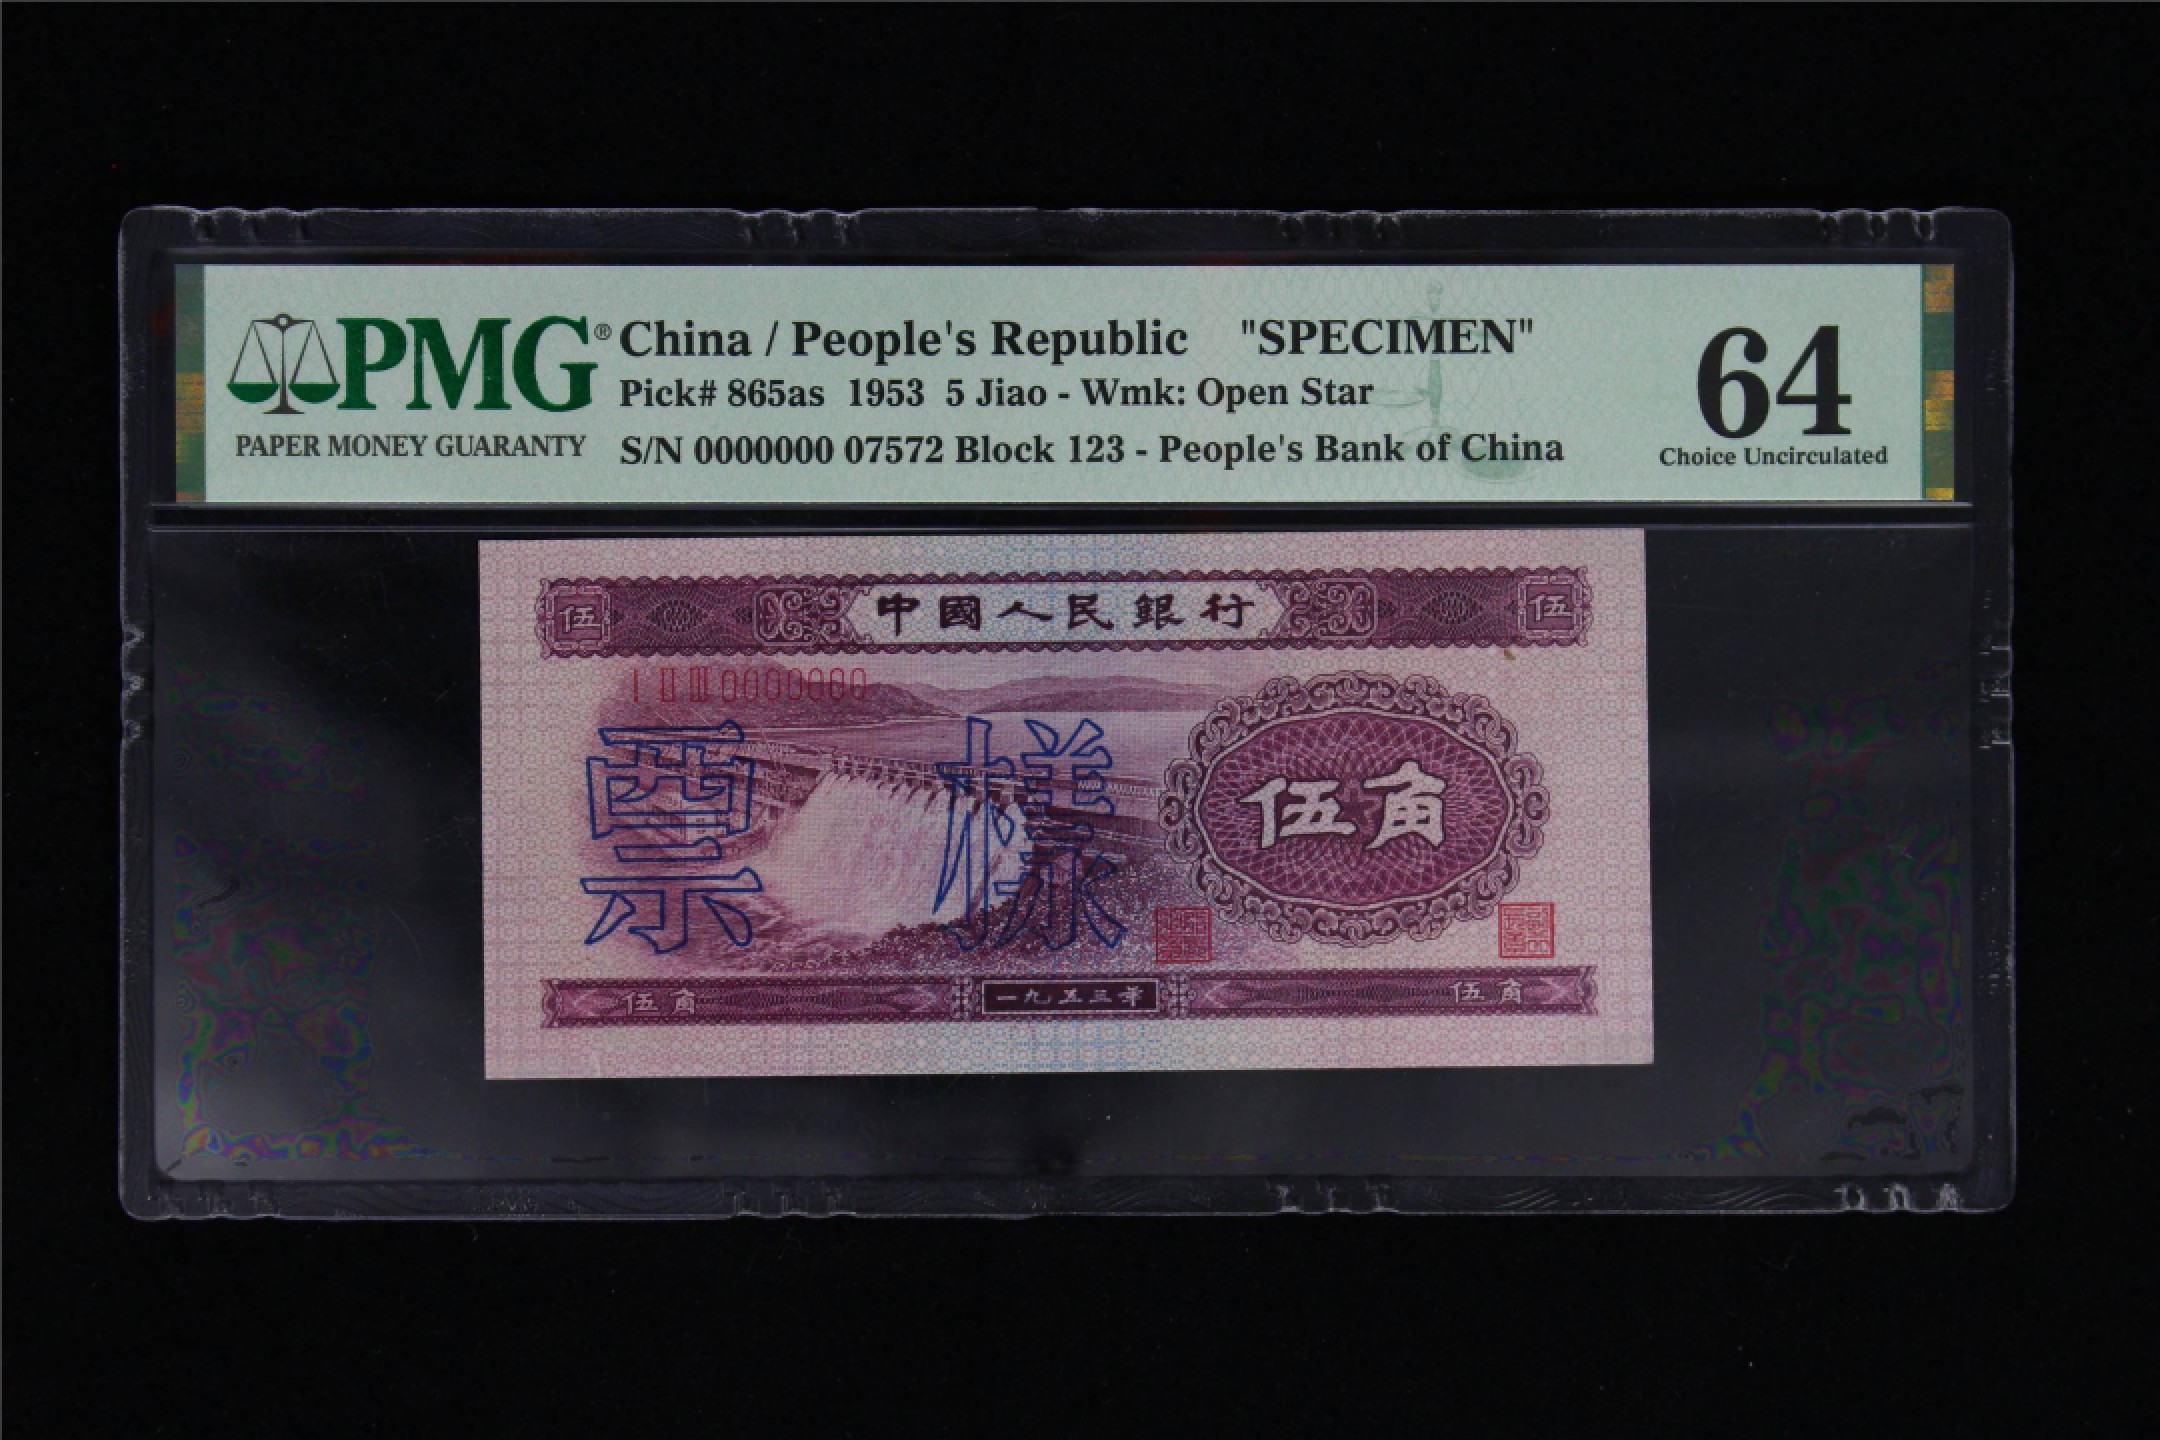 PMG®
PAPER MONEY GUARANTY
China / People's Republic "SPECIMEN"
Pick# 865as 1953 5 Jiao - Wmk: Open Star
S/N 0000000 07572 Block 123 - People's Bank of China
64
Choice Uncirculated
伍 中國人民銀行 伍
I II III 0000000
票樣
伍角
伍角 一九五三年 伍角